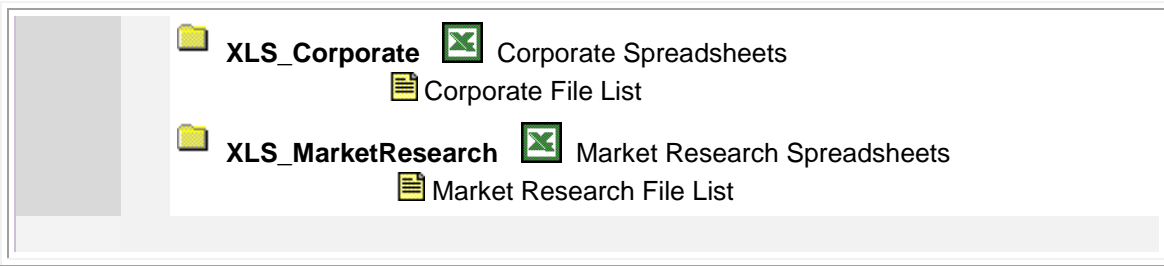 XLS_Corporate Corporate Spreadsheets
Corporate File List
XLS_MarketResearch Market Research Spreadsheets
Market Research File List